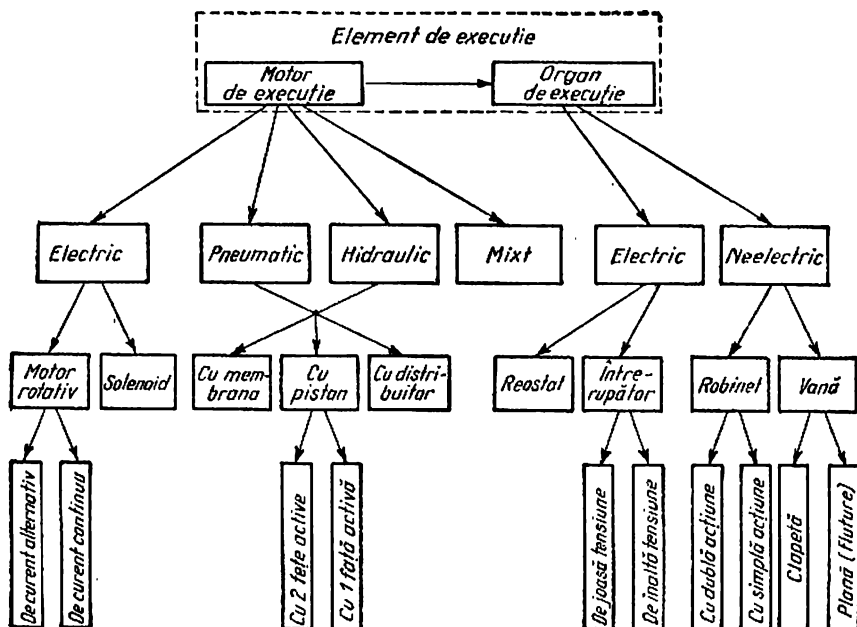 Element de executie
Motor
de execuție
Organ
de execuție
Electric
Pneumatic
Hidraulic
Mixt
Electric
Neelectric
Motor
rotativ
Solenoid
Cu mem-
brana
Cu
pistan
Cu distri-
buitor
Reostat
Între-
rupător
Robinet
Vană
De curent alternativ
De curent continuu
Cu 2 fețe active
Cu 1 față activă
De joasă tensiune
De înaltă tensiune
Cu dublă acțiune
Cu simplă acțiune
Clapetă
Plană (Fluture)